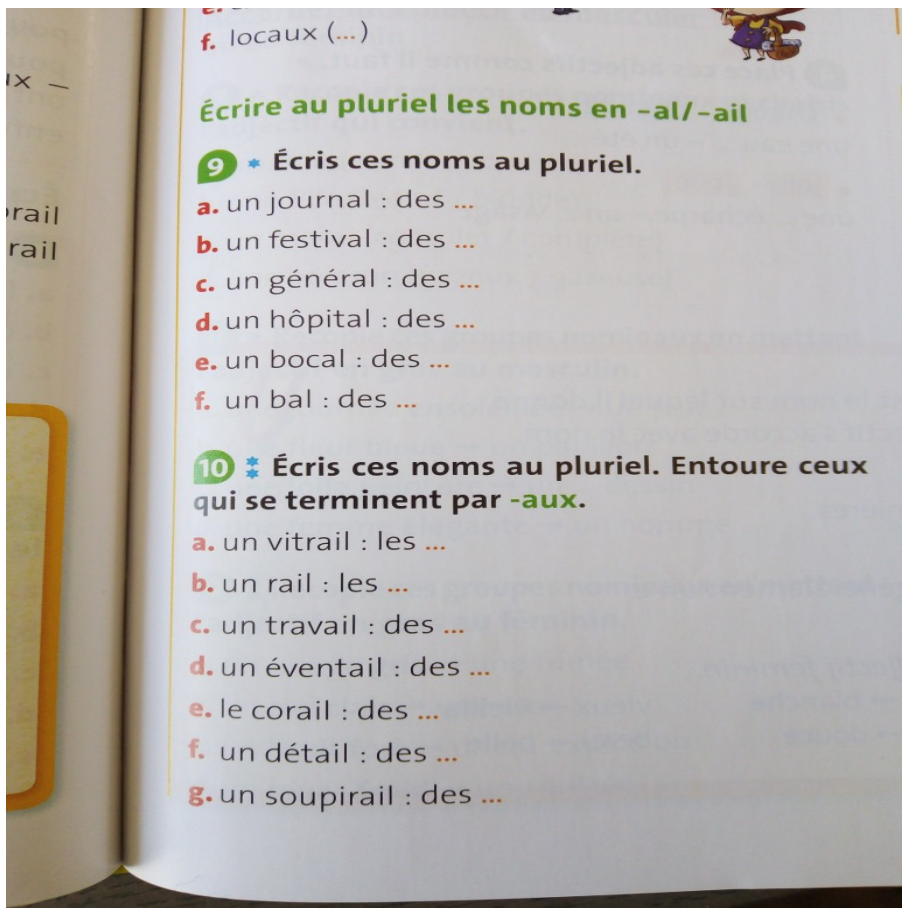 f. locaux (...)
ux –
Écrire au pluriel les noms en -al/-ail
9 * Écris ces noms au pluriel.
a. un journal : des ...
rail
b. un festival : des ...
rail
c. un général : des ...
d. un hôpital : des ...
e. un bocal : des ...
f. un bal : des ...
10 ** Écris ces noms au pluriel. Entoure ceux
qui se terminent par -aux.
a. un vitrail : les ...
b. un rail : les ...
c. un travail : des ...
d. un éventail : des ...
e. le corail : des ...
f. un détail : des ...
g. un soupirail : des ...